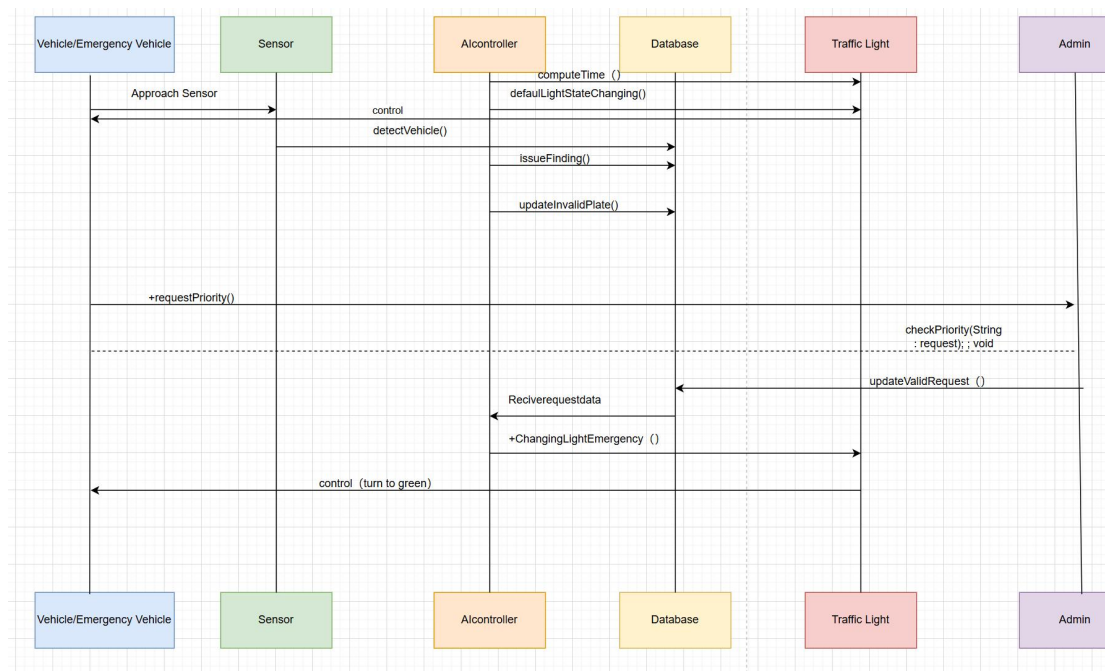 Vehicle/Emergency Vehicle
Sensor
AIcontroller
Database
Traffic Light
Admin
computeTime（）
Approach Sensor
defaulLightStateChanging()
control
detectVehicle()
issueFinding()
updateInvalidPlate()
+requestPriority()
checkPriority(String
: request); ; void
updateValidRequest（）
Reciverequestdata
+ChangingLightEmergency（）
control（turn to green）
Vehicle/Emergency Vehicle
Sensor
AIcontroller
Database
Traffic Light
Admin